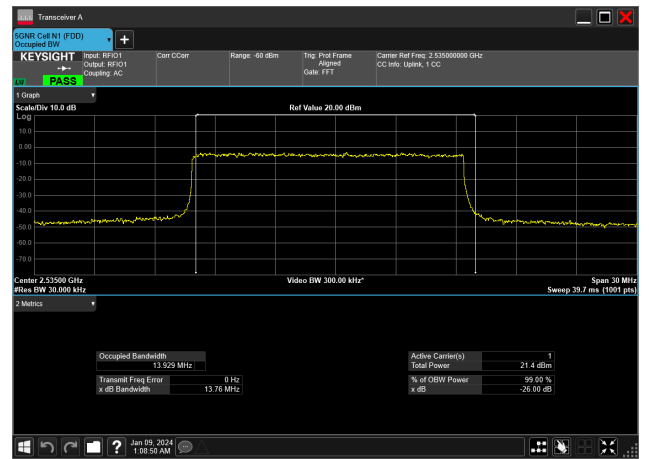 Transceiver A
5GNR Cell N1 (FDD)
Occupied BW
KEYSIGHT
LW PASS
Input: RFIO1
Output: RFIO1
Coupling: AC
Corr CCorr
Range: -60 dBm
Trig: Prot Frame
Aligned
Gate: FFT
Carrier Ref Freq: 2.535000000 GHz
CC Info: Uplink, 1 CC
1 Graph
Scale/Div 10.0 dB
Ref Value 20.00 dBm
Log
10.0
0.00
-10.0
-20.0
-30.0
-40.0
-50.0
-60.0
-70.0
Center 2.53500 GHz
Video BW 300.00 kHz*
Span 30 MHz
#Res BW 30.000 kHz
Sweep 39.7 ms (1001 pts)
2 Metrics
Occupied Bandwidth
13.929 MHz
Active Carrier(s) 1
Total Power 21.4 dBm
Transmit Freq Error 0 Hz
x dB Bandwidth 13.76 MHz
% of OBW Power 99.00 %
x dB -26.00 dB
?
Jan 09, 2024
1:08:50 AM